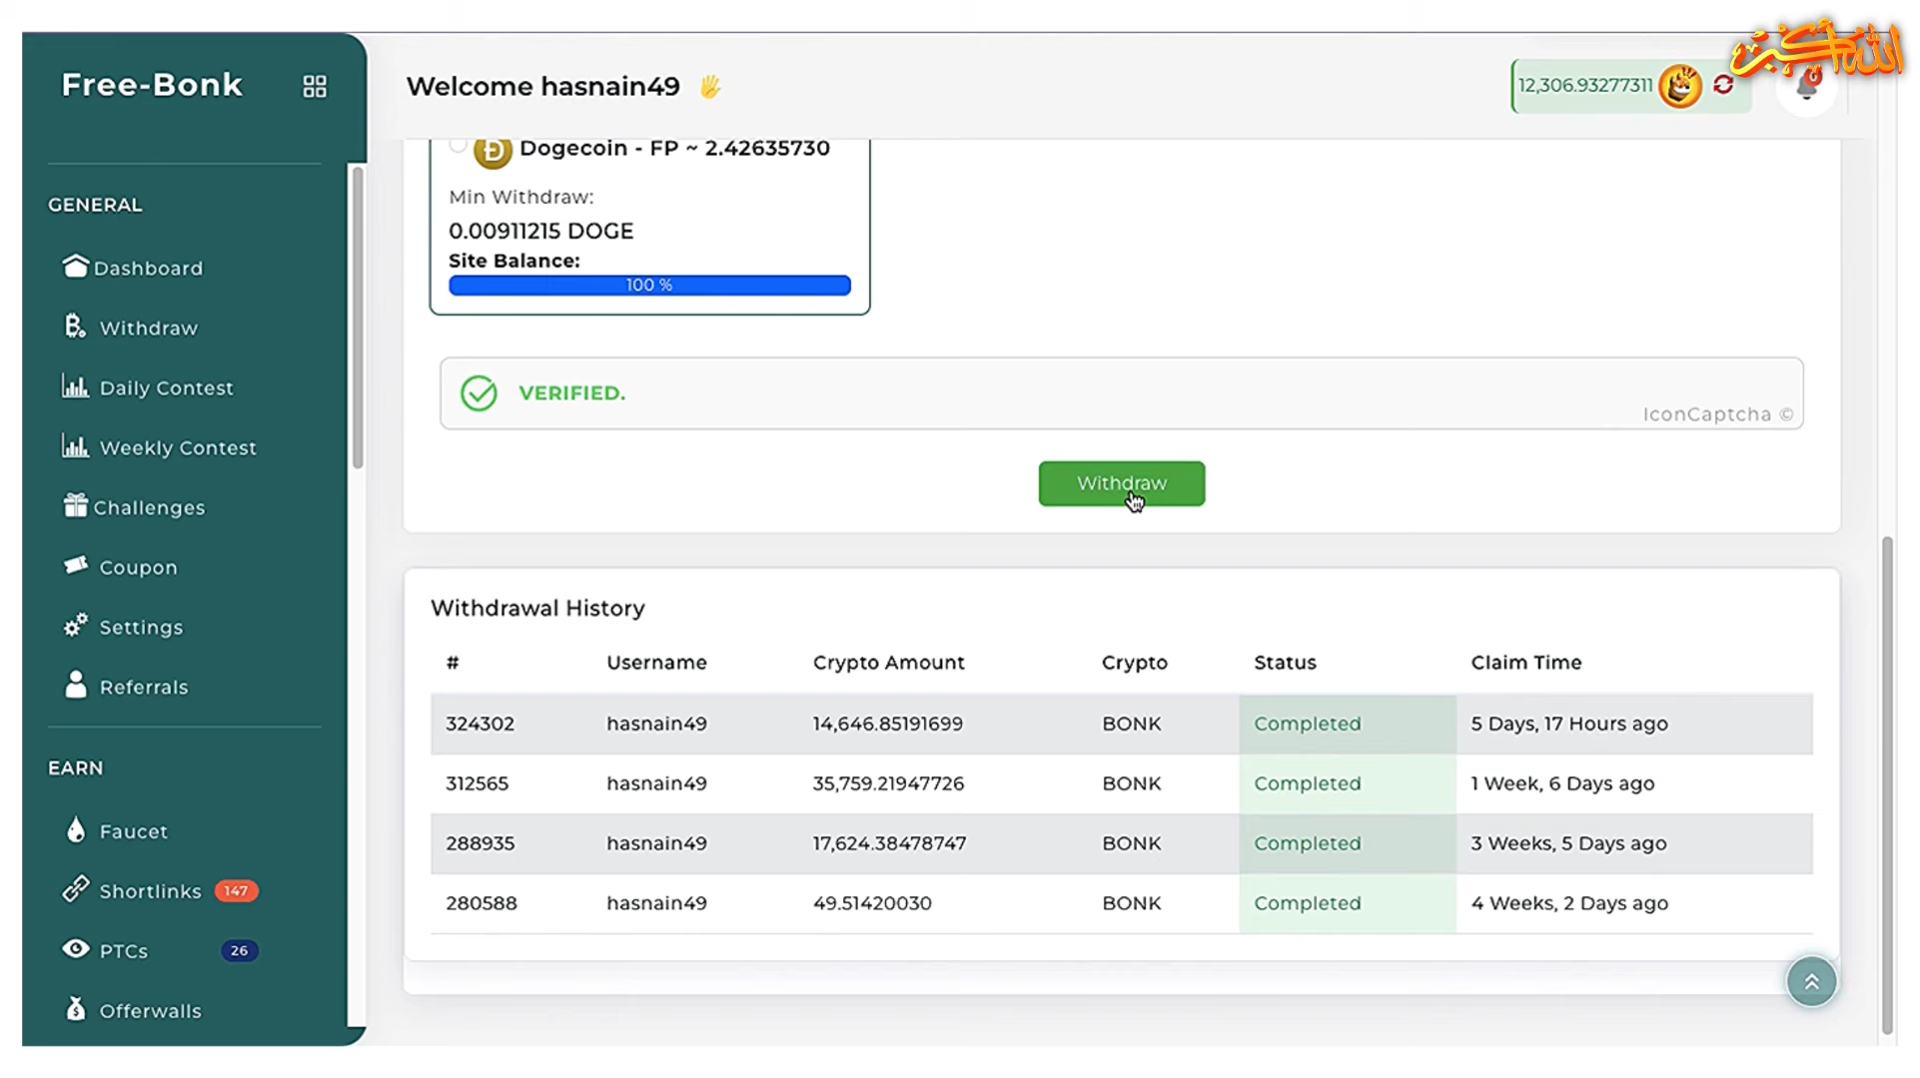 الله أكبر
Free-Bonk
Welcome hasnain49
12,306.93277311
0
GENERAL
Dashboard
Withdraw
Daily Contest
Weekly Contest
Challenges
Coupon
Settings
Referrals
EARN
Faucet
Shortlinks 147
PTCs 26
Offerwalls
Dogecoin - FP ~ 2.42635730
Min Withdraw:
0.00911215 DOGE
Site Balance:
100 %
VERIFIED.
IconCaptcha ©
Withdraw
Withdrawal History
# Username Crypto Amount Crypto Status Claim Time
324302 hasnain49 14,646.85191699 BONK Completed 5 Days, 17 Hours ago
312565 hasnain49 35,759.21947726 BONK Completed 1 Week, 6 Days ago
288935 hasnain49 17,624.38478747 BONK Completed 3 Weeks, 5 Days ago
280588 hasnain49 49.51420030 BONK Completed 4 Weeks, 2 Days ago